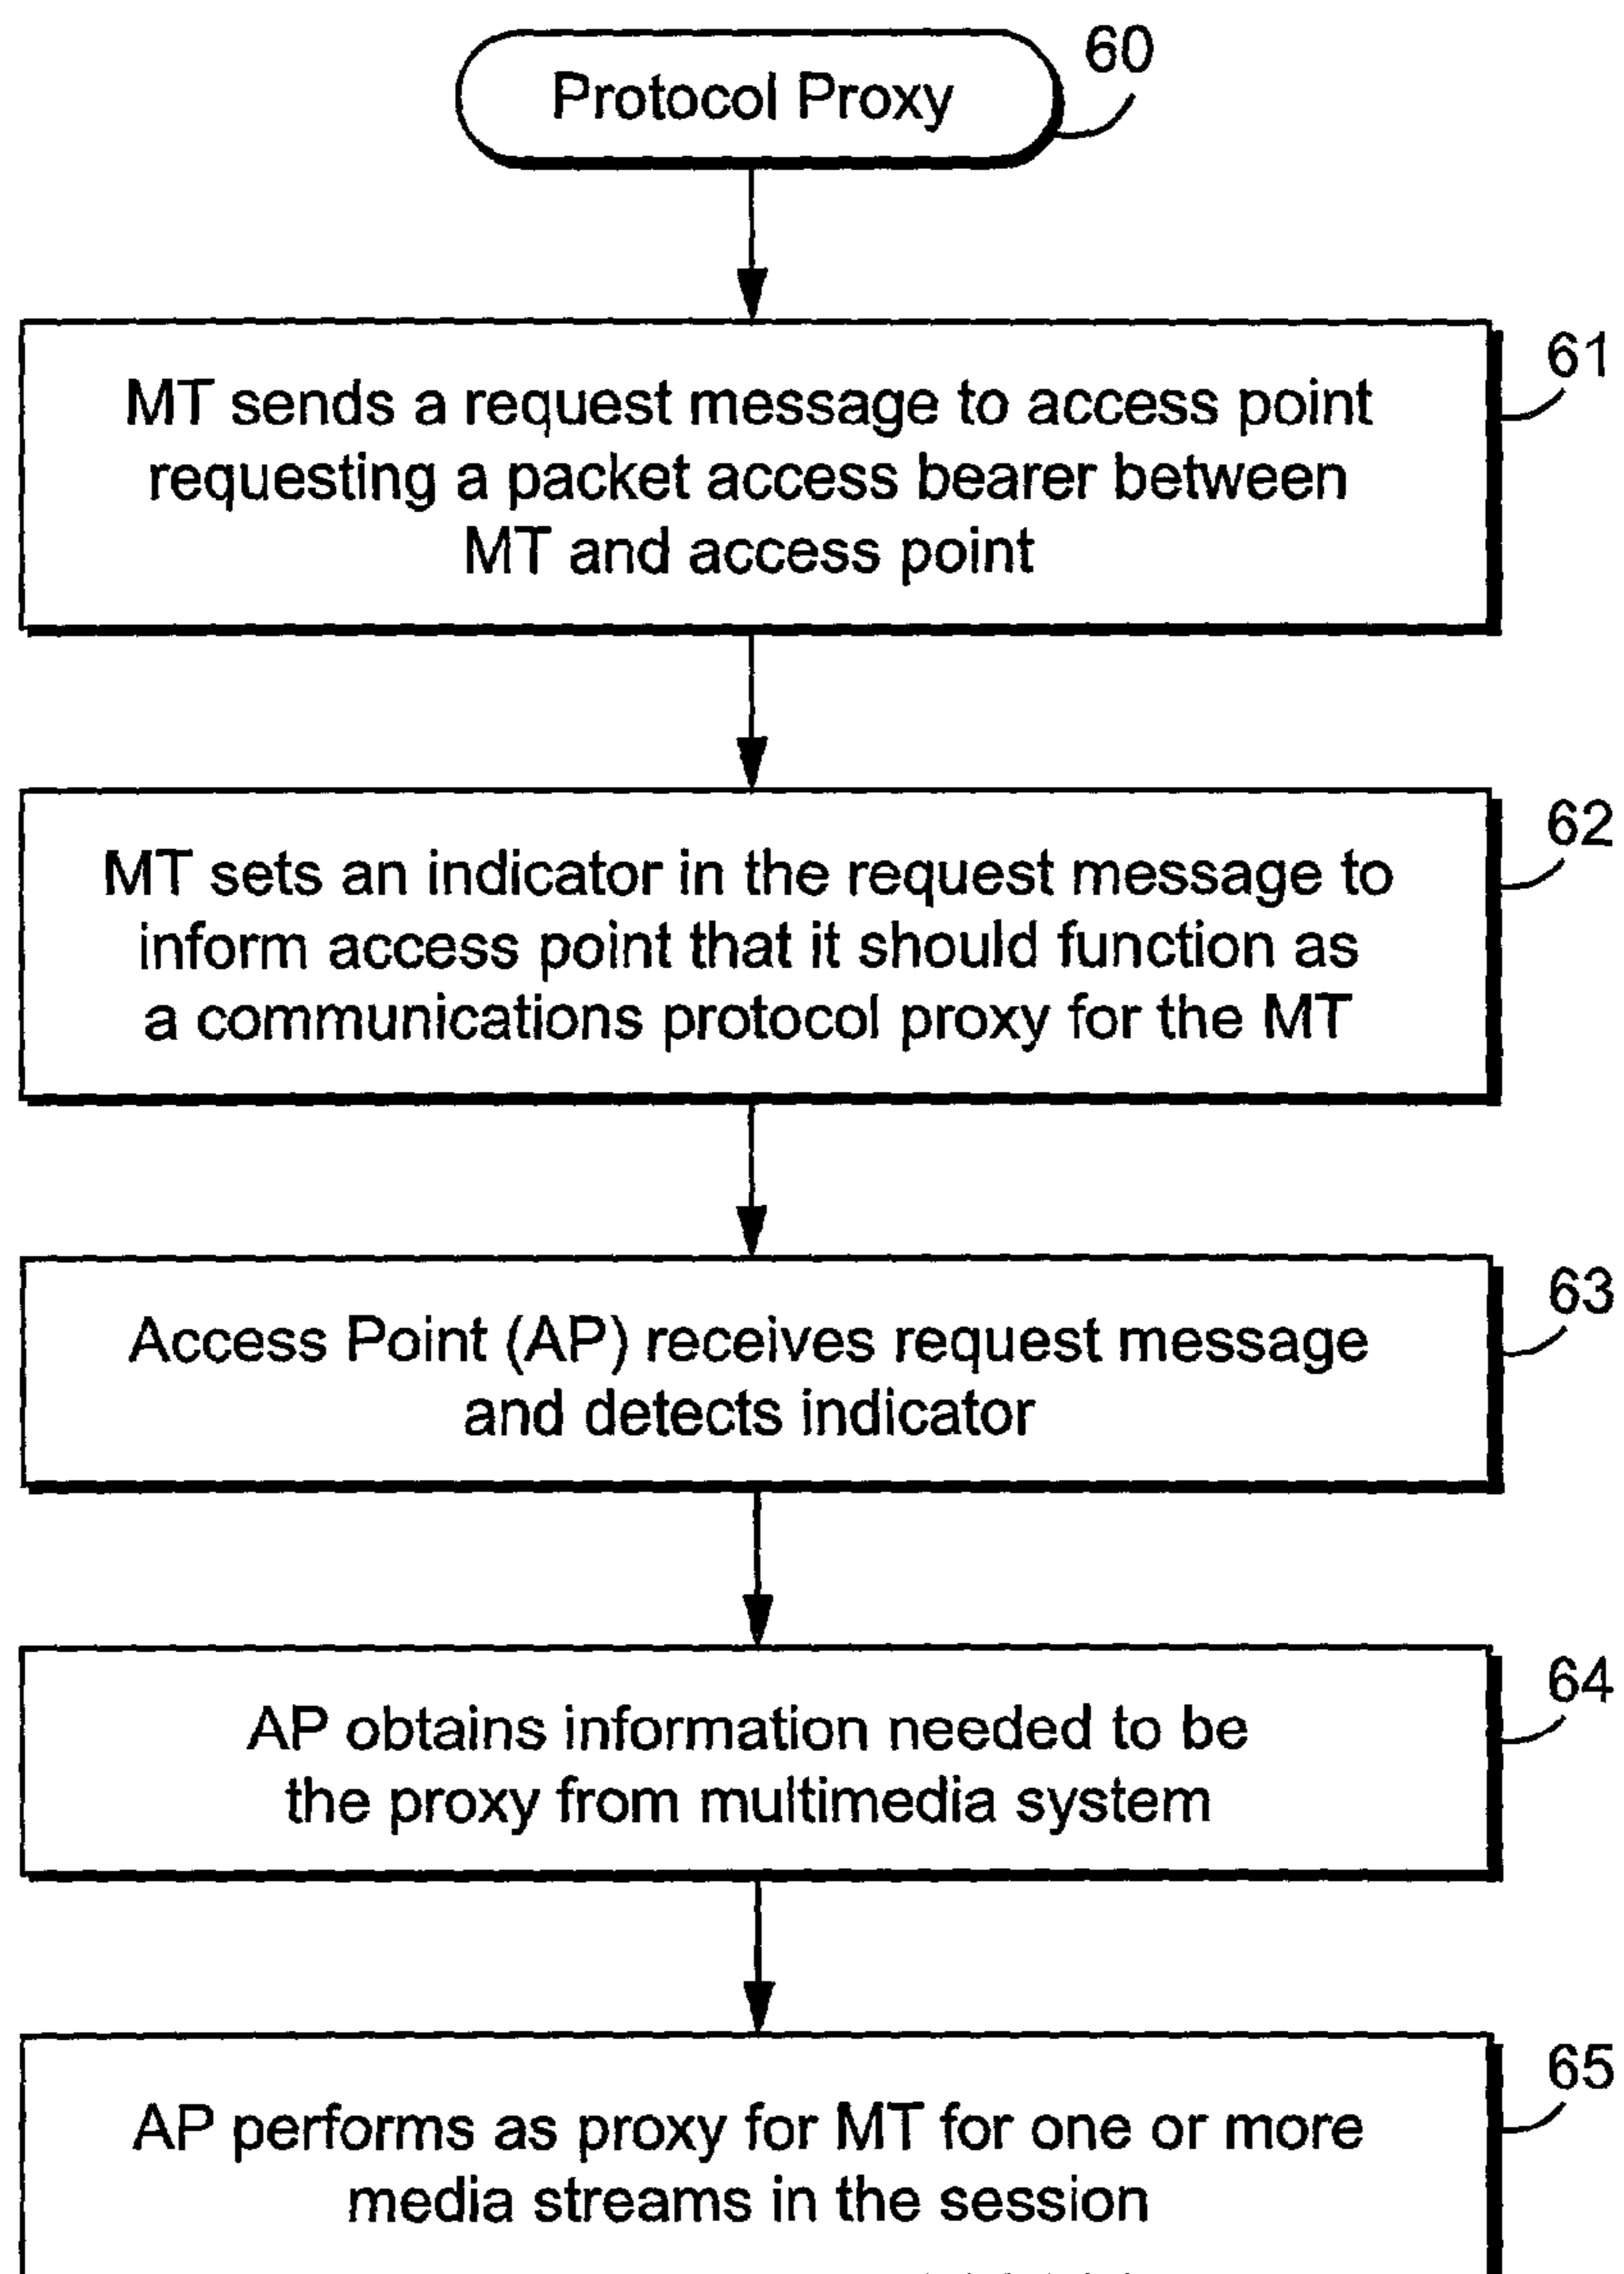 Protocol Proxy
60
MT sends a request message to access point
requesting a packet access bearer between
MT and access point
61
MT sets an indicator in the request message to
inform access point that it should function as
a communications protocol proxy for the MT
62
Access Point (AP) receives request message
and detects indicator
63
AP obtains information needed to be
the proxy from multimedia system
64
AP performs as proxy for MT for one or more
media streams in the session
65